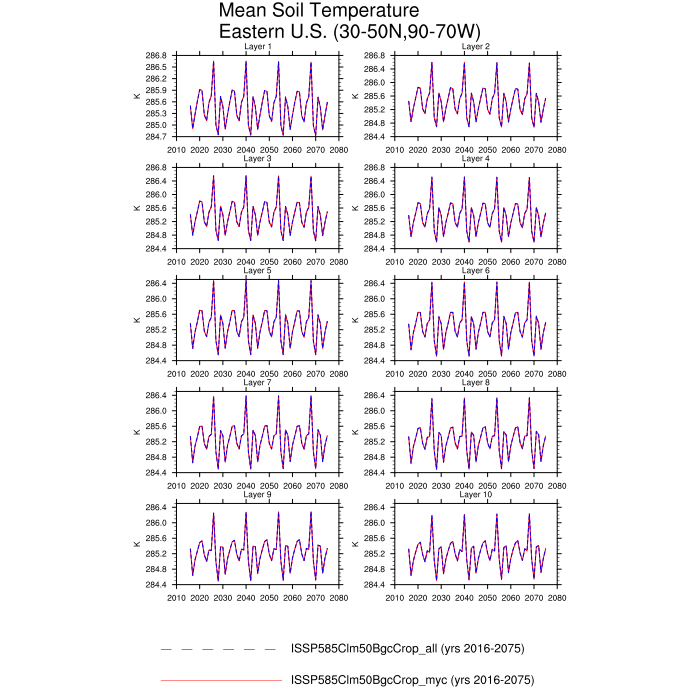 Mean Soil Temperature
Eastern U.S. (30-50N,90-70W)
Layer 1
286.8
286.5
286.2
285.9
285.6
285.3
285.0
284.7
K
2010 2020 2030 2040 2050 2060 2070 2080
Layer 2
286.8
286.4
286.0
285.6
285.2
284.8
284.4
K
2010 2020 2030 2040 2050 2060 2070 2080
Layer 3
286.8
286.4
286.0
285.6
285.2
284.8
284.4
K
2010 2020 2030 2040 2050 2060 2070 2080
Layer 4
286.8
286.4
286.0
285.6
285.2
284.8
284.4
K
2010 2020 2030 2040 2050 2060 2070 2080
Layer 5
286.4
286.0
285.6
285.2
284.8
284.4
K
2010 2020 2030 2040 2050 2060 2070 2080
Layer 6
286.4
286.0
285.6
285.2
284.8
284.4
K
2010 2020 2030 2040 2050 2060 2070 2080
Layer 7
286.4
286.0
285.6
285.2
284.8
284.4
K
2010 2020 2030 2040 2050 2060 2070 2080
Layer 8
286.4
286.0
285.6
285.2
284.8
284.4
K
2010 2020 2030 2040 2050 2060 2070 2080
Layer 9
286.4
286.0
285.6
285.2
284.8
284.4
K
2010 2020 2030 2040 2050 2060 2070 2080
Layer 10
286.4
286.0
285.6
285.2
284.8
284.4
K
2010 2020 2030 2040 2050 2060 2070 2080
ISSP585Clm50BgcCrop_all (yrs 2016-2075)
ISSP585Clm50BgcCrop_myc (yrs 2016-2075)